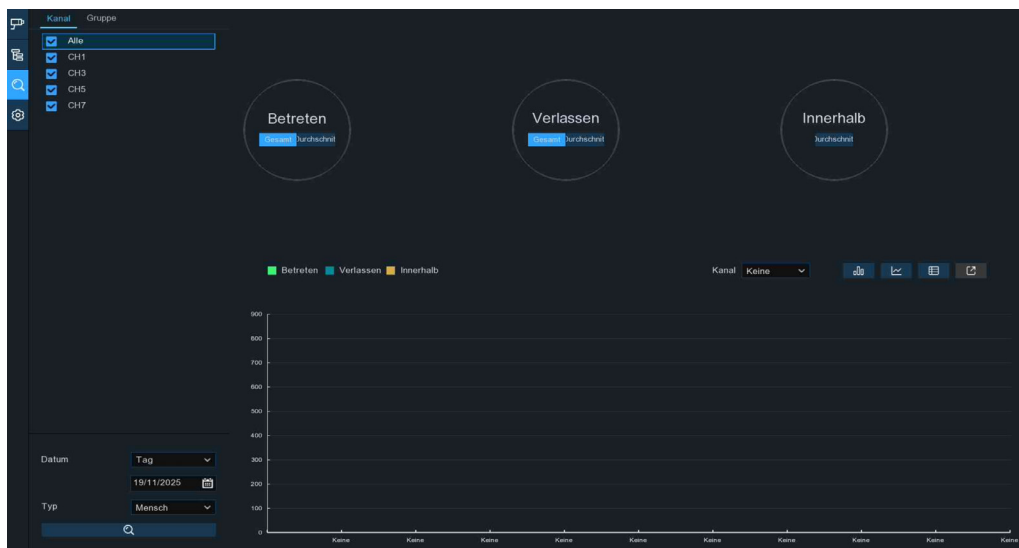 Kanal Gruppe
Alle
CH1
CH3
CH5
CH7
Betreten
Gesamt
Verlassen
Gesamt
Innerhalb
Betreten Verlassen Innerhalb
Kanal Keine
900
800
700
600
500
400
300
200
100
0
Keine Keine Keine Keine Keine Keine Keine Keine Keine Keine
Datum Tag
19/11/2025
Typ Mensch